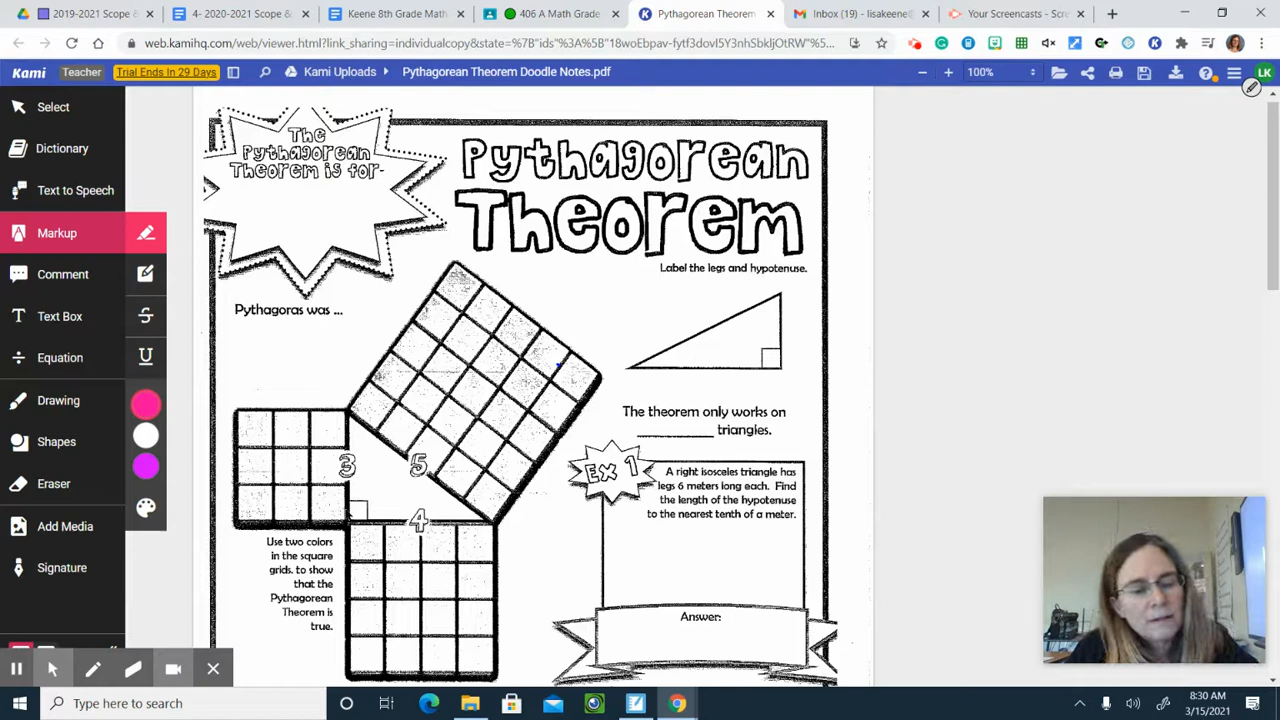 2019-2021 Scope &
4- 2020-2021 Scope &
Keene 8th Grade Math
406 A Math Grade
Pythagorean Theorem
Inbox (19) - lisakeene@
Your Screencasts - Scre
web.kamihq.com/web/viewer.html?link_sharing=individualcopy&state=%7B"ids"%3A%5B"18woEbpav-fytf3dovI5Y3nhSbkIjOtRW"%5...
Kami
Teacher
Trial Ends In 29 Days
Kami Uploads
Pythagorean Theorem Doodle Notes.pdf
100%
LK
Select
Dictionary
Text to Speech
Markup
Comment
Text Box
Equation
Drawing
Shapes
Eraser
Add Media
Signature
The
Pythagorean
Theorem is for-
Pythagorean
Theorem
Label the legs and hypotenuse.
Pythagoras was ...
The theorem only works on
__________ triangles.
3
5
4
Use two colors
in the square
grids. to show
that the
Pythagorean
Theorem is
true.
Ex 1
A right isosceles triangle has
legs 6 meters long each. Find
the length of the hypotenuse
to the nearest tenth of a meter.
Answer:
Type here to search
8:30 AM
3/15/2021